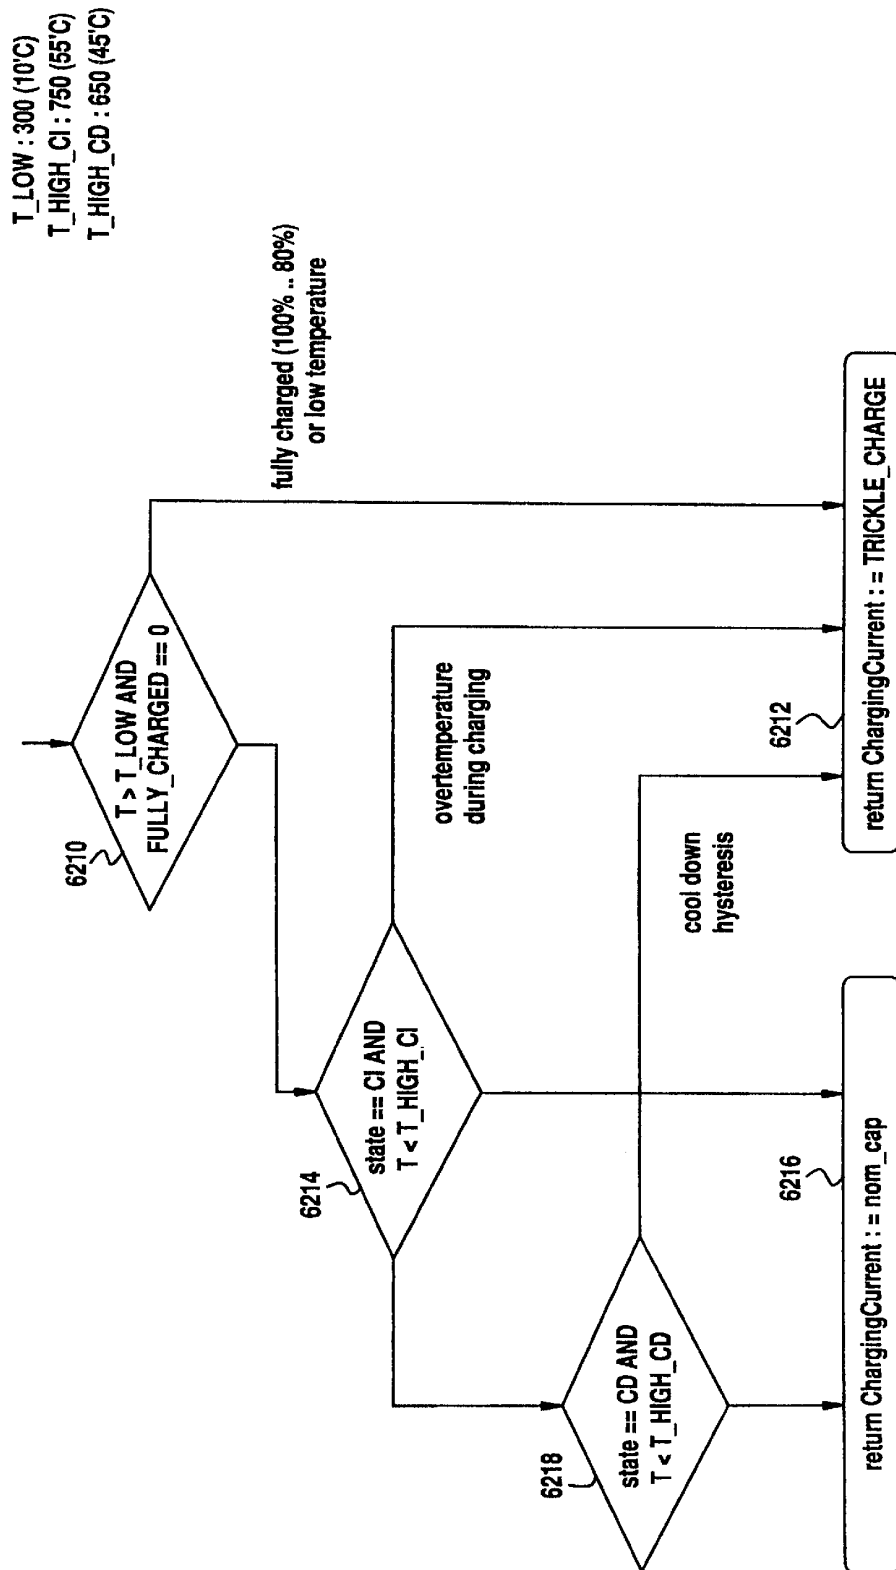 T_LOW : 300 (10'C)
T_HIGH_CI : 750 (55'C)
T_HIGH_CD : 650 (45'C)
T > T_LOW AND
FULLY_CHARGED == 0
6210
fully charged (100% .. 80%)
or low temperature
state == CI AND
T < T_HIGH_CI
6214
overtemperature
during charging
state == CD AND
T < T_HIGH_CD
6218
cool down
hysteresis
6216
return ChargingCurrent : = nom_cap
6212
return ChargingCurrent : = TRICKLE_CHARGE